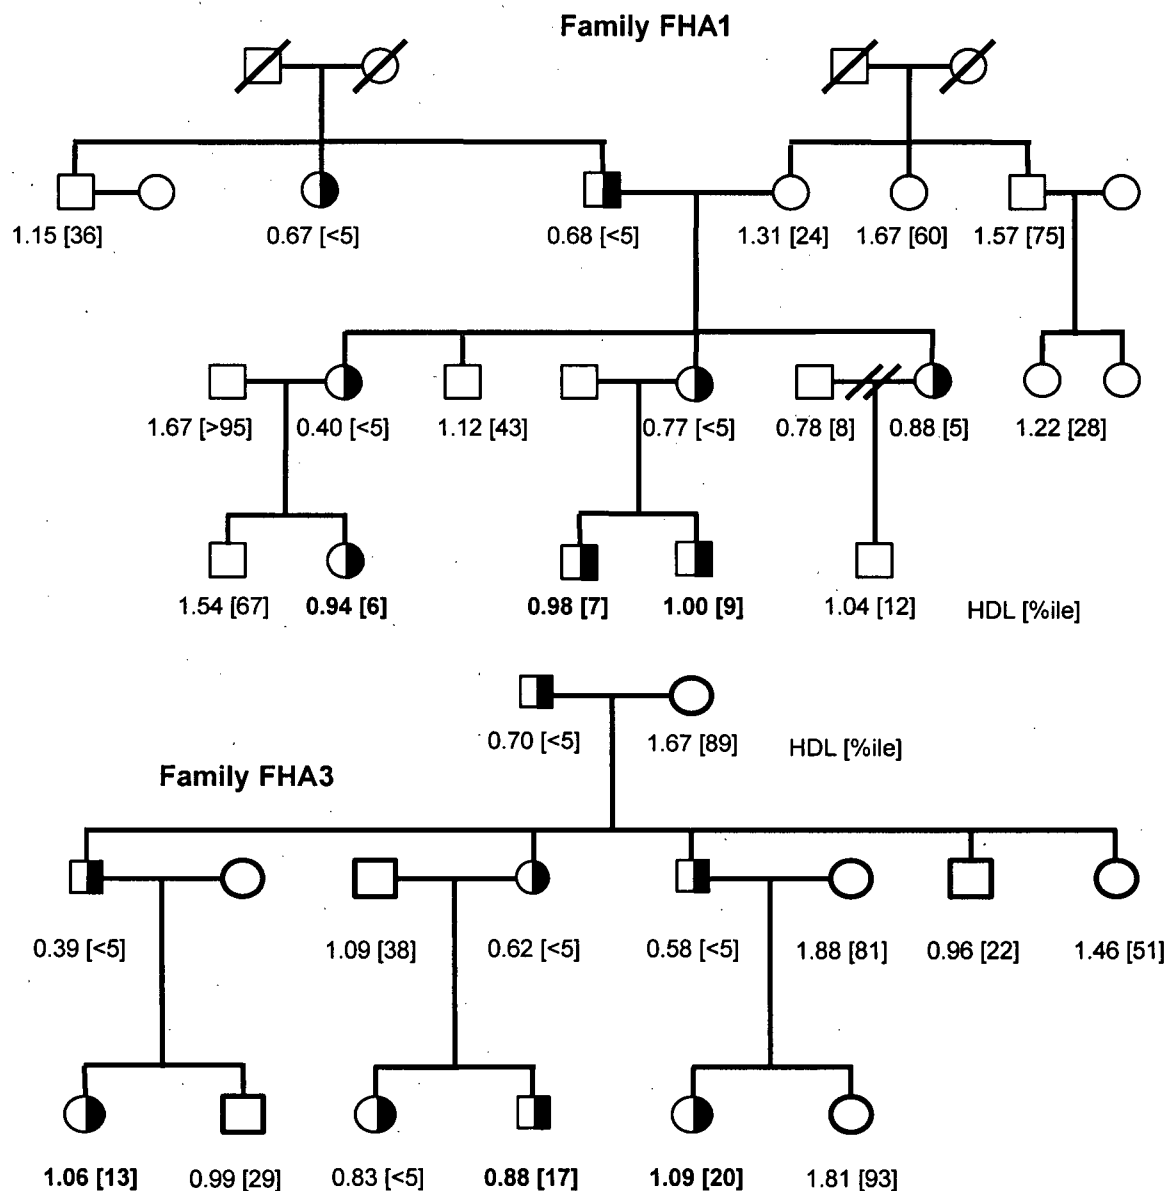 Family FHA1
1.15 [36] 0.67 [<5] 0.68 [<5] 1.31 [24] 1.67 [60] 1.57 [75]
1.67 [>95] 0.40 [<5] 1.12 [43] 0.77 [<5] 0.78 [8] 0.88 [5] 1.22 [28]
1.54 [67] 0.94 [6] 0.98 [7] 1.00 [9] 1.04 [12] HDL [%ile]
0.70 [<5] 1.67 [89] HDL [%ile]
Family FHA3
0.39 [<5] 1.09 [38] 0.62 [<5] 0.58 [<5] 1.88 [81] 0.96 [22] 1.46 [51]
1.06 [13] 0.99 [29] 0.83 [<5] 0.88 [17] 1.09 [20] 1.81 [93]